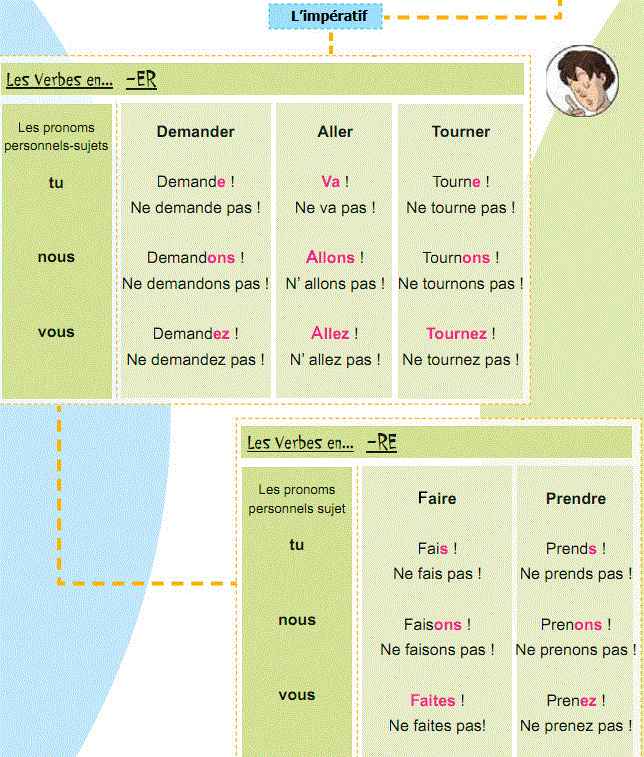 L'impératif
Les Verbes en... -ER
Les pronoms
personnels-sujets
Demander Aller Tourner
tu
Demande ! Va ! Tourne !
Ne demande pas ! Ne va pas ! Ne tourne pas !
nous
Demandons ! Allons ! Tournons !
Ne demandons pas ! N' allons pas ! Ne tournons pas !
vous
Demandez ! Allez ! Tournez !
Ne demandez pas ! N' allez pas ! Ne tournez pas !
Les Verbes en... -RE
Les pronoms
personnels sujet
Faire Prendre
tu
Fais ! Prends !
Ne fais pas ! Ne prends pas !
nous
Faisons ! Prenons !
Ne faisons pas ! Ne prenons pas !
vous
Faites ! Prenez !
Ne faites pas! Ne prenez pas !